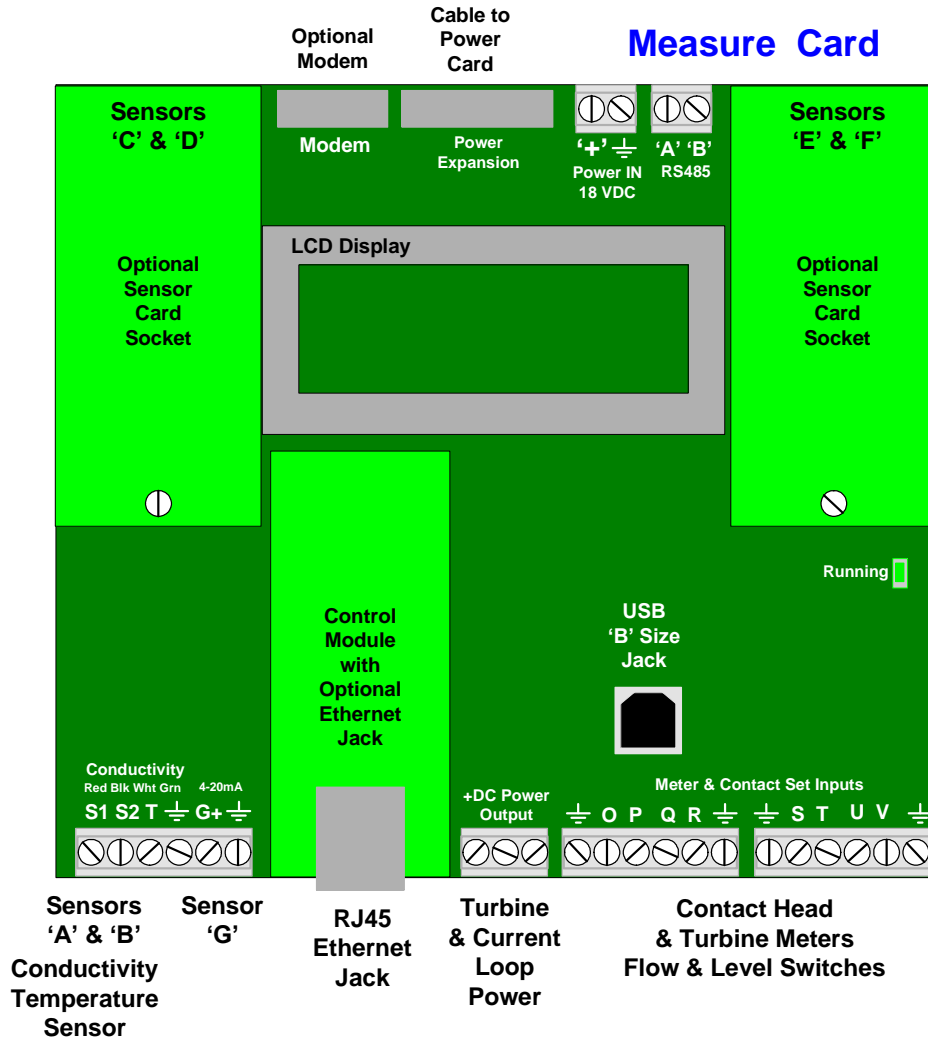 Optional
Modem
Cable to
Power
Card
Measure Card
Sensors
'C' & 'D'
Modem
Power
Expansion
'+' ⏚
Power IN
18 VDC
'A' 'B'
RS485
Sensors
'E' & 'F'
LCD Display
Optional
Sensor
Card
Socket
Optional
Sensor
Card
Socket
Running
Control
Module
with
Optional
Ethernet
Jack
USB
'B' Size
Jack
Conductivity
Red Blk Wht Grn 4-20mA
S1 S2 T ⏚ G+ ⏚
+DC Power
Output
Meter & Contact Set Inputs
⏚ O P Q R ⏚ ⏚ S T U V ⏚
Sensors
'A' & 'B'
Conductivity
Temperature
Sensor
Sensor
'G'
RJ45
Ethernet
Jack
Turbine
& Current
Loop
Power
Contact Head
& Turbine Meters
Flow & Level Switches